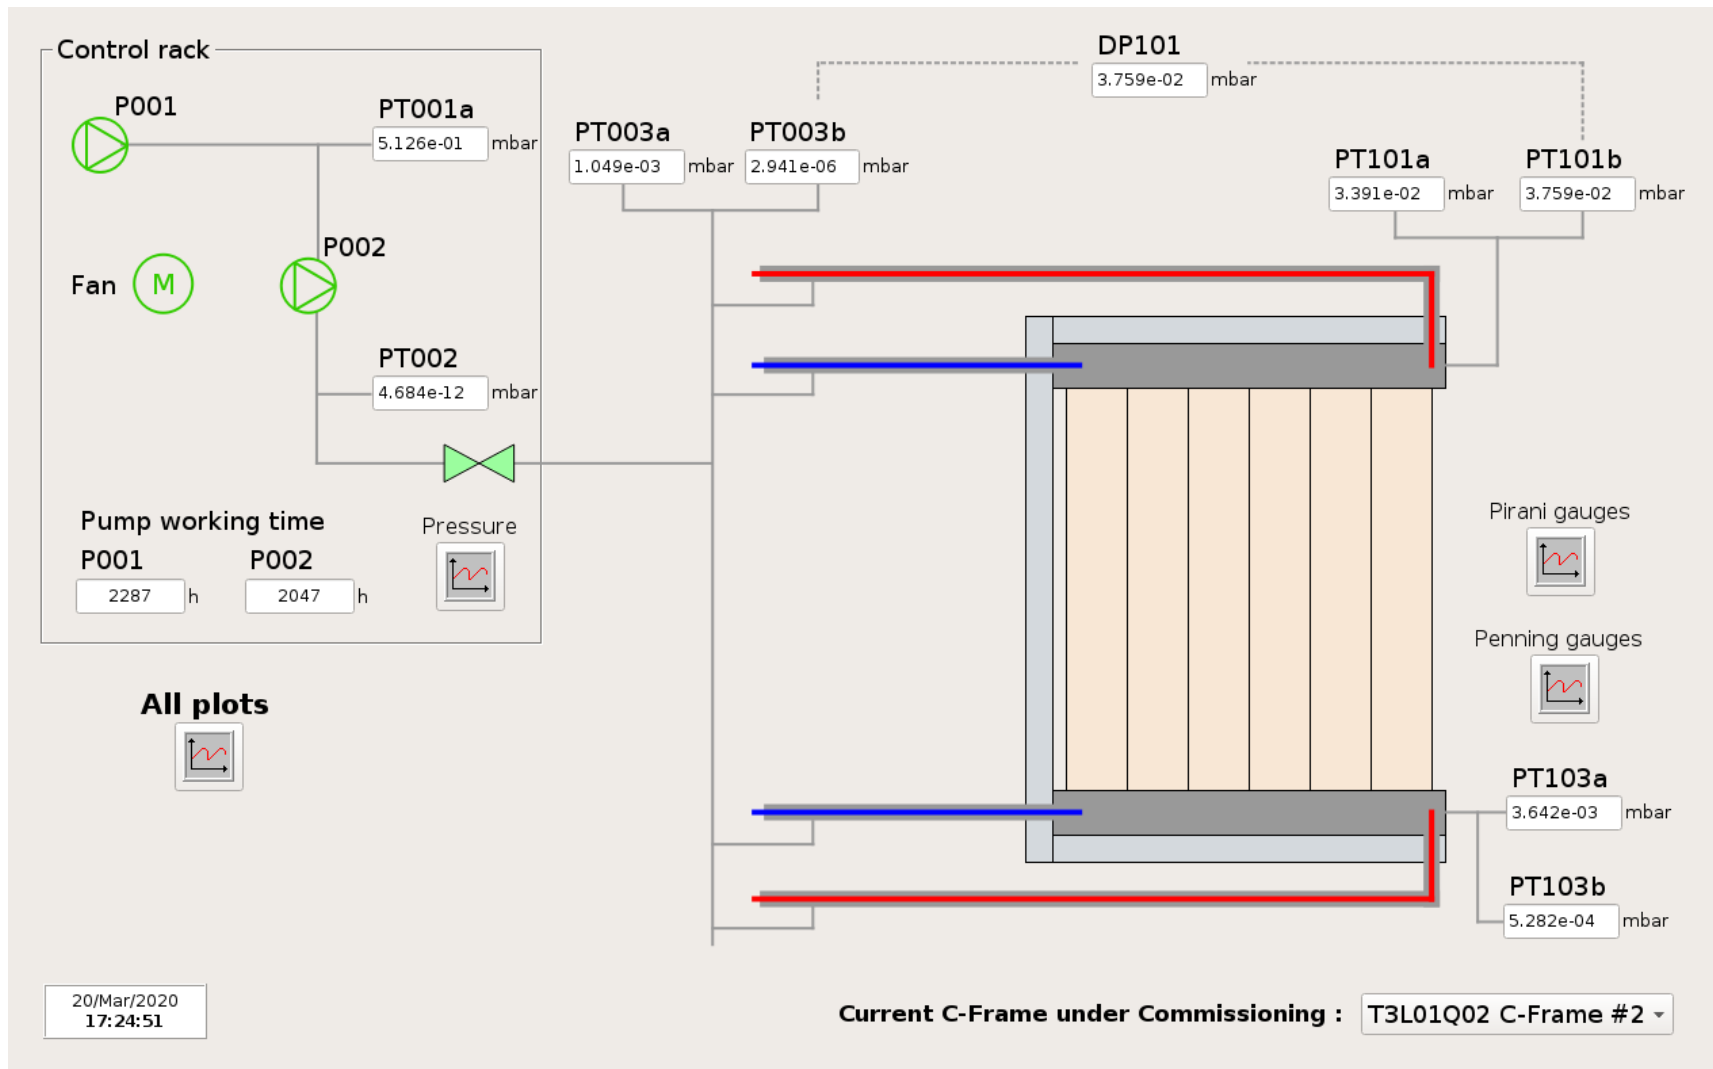 Control rack
P001
PT001a
5.126e-01 mbar
Fan
M
P002
PT002
4.684e-12 mbar
Pump working time
P001
2287 h
P002
2047 h
Pressure
All plots
20/Mar/2020
17:24:51
PT003a
1.049e-03 mbar
PT003b
2.941e-06 mbar
DP101
3.759e-02 mbar
PT101a
3.391e-02 mbar
PT101b
3.759e-02 mbar
Pirani gauges
Penning gauges
PT103a
3.642e-03 mbar
PT103b
5.282e-04 mbar
Current C-Frame under Commissioning : T3L01Q02 C-Frame #2